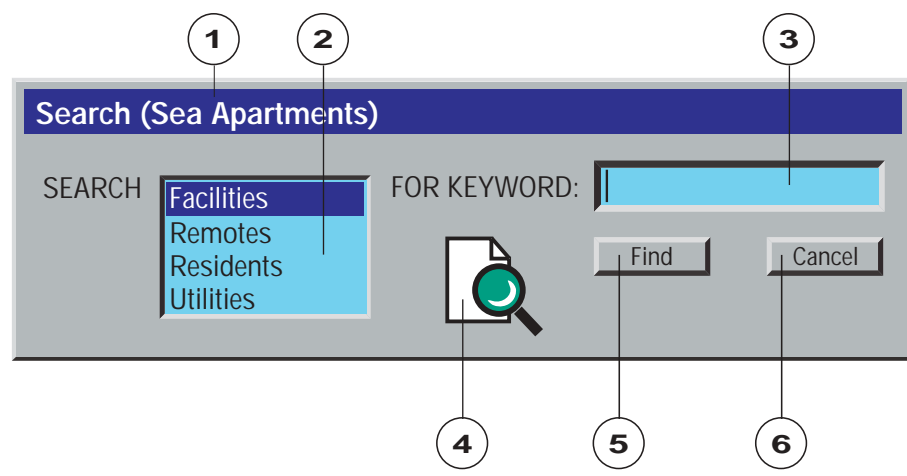 1 2 3
Search (Sea Apartments)
SEARCH
Facilities
Remotes
Residents
Utilities
FOR KEYWORD:
Find Cancel
4 5 6